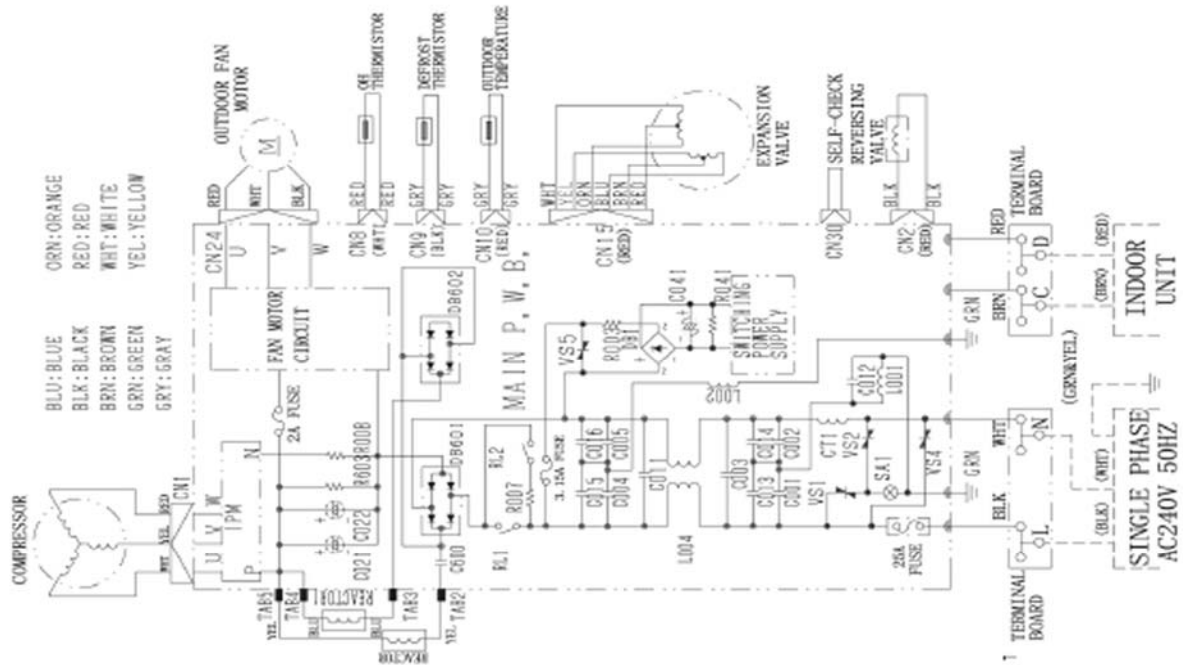 BLU:BLUE
BLK:BLACK
BRN:BROWN
GRN:GREEN
GRY:GRAY
ORN:ORANGE
RED:RED
WHT:WHITE
YEL:YELLOW
COMPRESSOR
WHT
YEL
RED
CN1
U
V
W
IPM
P
N
2A FUSE
FAN MOTOR
CIRCUIT
CN24
U
V
W
RED
WHT
BLK
OUTDOOR FAN
MOTOR
M
CN8
(WHT)
RED
RED
OH
THERMISTOR
CN9
(BLK)
GRY
GRY
DEFROST
THERMISTOR
CN10
(RED)
GRY
GRY
OUTDOOR
TEMPERATURE
CN15
(RED)
WHT
YEL
ORN
BLU
BRN
RED
EXPANSION
VALVE
CN30
SELF-CHECK
REVERSING
VALVE
CN2
(RED)
BLK
BLK
TAB5
TAB4
TAB3
TAB2
YEL
BLU
BLU
YEL
REACTOR1
REACTOR
C021
C022
R603
R008
C610
DB601
DB602
MAIN P.W.B.
RL1
RL2
R007
3.15A FUSE
VS5
R003
DB1
C041
R041
SWITCHING
POWER
SUPPLY
C015
C016
C004
C005
C011
L004
L002
C003
C013
C014
C001
C002
C012
L001
CT1
VS1
VS2
SA1
VS4
25A
FUSE
GRN
GRN
BLK
WHT
BRN
RED
TERMINAL
BOARD
L
N
1
TERMINAL
BOARD
C
D
(BLK)
(WHT)
(GRN&YEL)
(BRN)
(RED)
SINGLE PHASE
AC240V 50HZ
INDOOR
UNIT